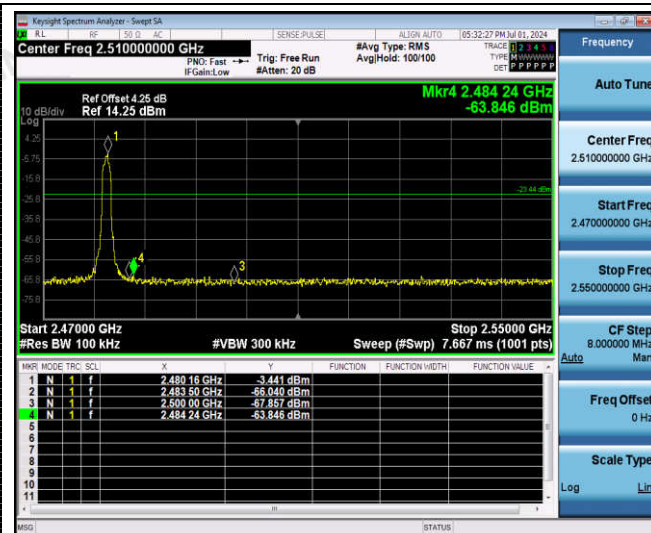 Keysight Spectrum Analyzer - Swept SA
RL RF 50 Ω AC SENSE:PULSE ALIGN AUTO 05:32:27 PM Jul 01, 2024
Center Freq 2.510000000 GHz #Avg Type: RMS TRACE 1 2 3 4 5 6
PNO: Fast Trig: Free Run Avg|Hold: 100/100 TYPE M WWWWW
IFGain:Low #Atten: 20 dB DET P P P P P P
Frequency
Auto Tune
Center Freq
2.510000000 GHz
Start Freq
2.470000000 GHz
Stop Freq
2.550000000 GHz
CF Step
8.000000 MHz
Auto Man
Freq Offset
0 Hz
Scale Type
Log Lin
Mkr4 2.484 24 GHz
-63.846 dBm
Ref Offset 4.25 dB
10 dB/div Ref 14.25 dBm
Log
1
4.25
-5.75
-15.8
-23.44 dBm
-25.8
-35.8
-45.8
-55.8
4
3
-65.8
-75.8
Start 2.47000 GHz Stop 2.55000 GHz
#Res BW 100 kHz #VBW 300 kHz Sweep (#Swp) 7.667 ms (1001 pts)
MKR MODE TRC SCL X Y FUNCTION FUNCTION WIDTH FUNCTION VALUE
1 N 1 f 2.480 16 GHz -3.441 dBm
2 N 1 f 2.483 50 GHz -66.040 dBm
3 N 1 f 2.500 00 GHz -67.857 dBm
4 N 1 f 2.484 24 GHz -63.846 dBm
5
6
7
8
9
10
11
MSG STATUS